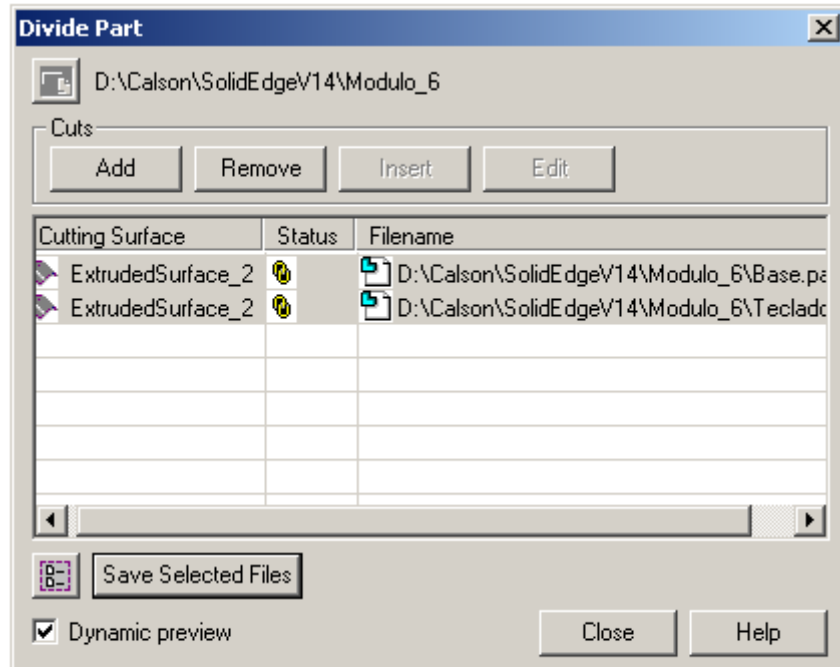 Divide Part
D:\Calson\SolidEdgeV14\Modulo_6
Cuts
Add Remove Insert Edit
Cutting Surface Status Filename
ExtrudedSurface_2 D:\Calson\SolidEdgeV14\Modulo_6\Base.pa
ExtrudedSurface_2 D:\Calson\SolidEdgeV14\Modulo_6\Teclado
Save Selected Files
Dynamic preview Close Help